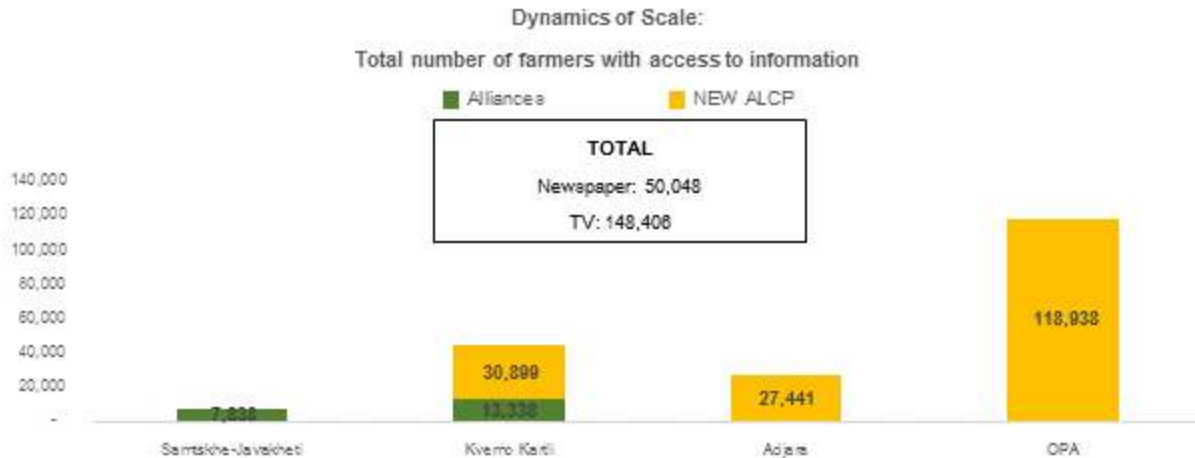 Dynamics of Scale:
Total number of farmers with access to information
Alliances NEW ALCP
TOTAL
Newspaper: 50,048
TV: 148,406
140,000
120,000
100,000
80,000
60,000
40,000
20,000
-
7,838
30,899
13,338
27,441
118,938
Samtskhe-Javakheti Kvemo Kartli Adjara OPA